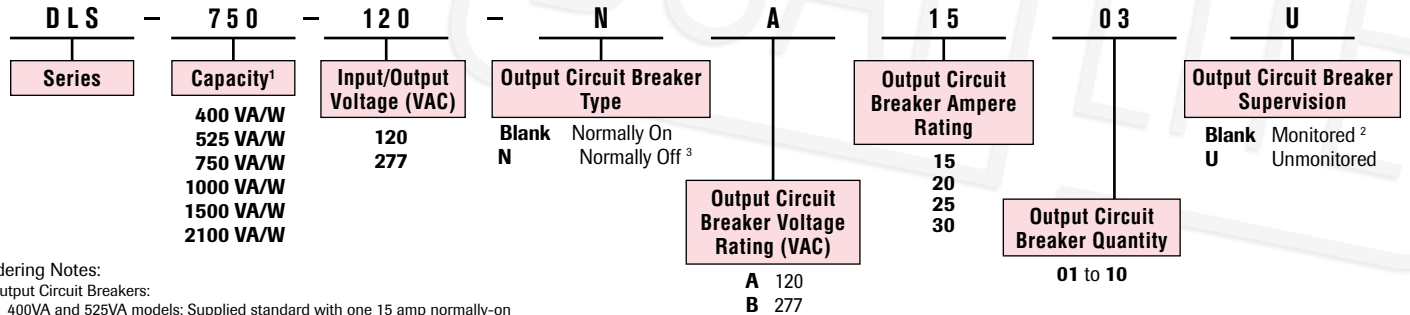 DLS – 750 – 120 – N A 15 03 U
Series
Capacity¹
400 VA/W
525 VA/W
750 VA/W
1000 VA/W
1500 VA/W
2100 VA/W
Input/Output
Voltage (VAC)
120
277
Output Circuit Breaker
Type
Blank Normally On
N Normally Off ³
Output Circuit
Breaker Voltage
Rating (VAC)
A 120
B 277
Output Circuit
Breaker Ampere
Rating
15
20
25
30
Output Circuit
Breaker Quantity
01 to 10
Output Circuit Breaker
Supervision
Blank Monitored ²
U Unmonitored
dering Notes:
utput Circuit Breakers:
400VA and 525VA models: Supplied standard with one 15 amp normally-on